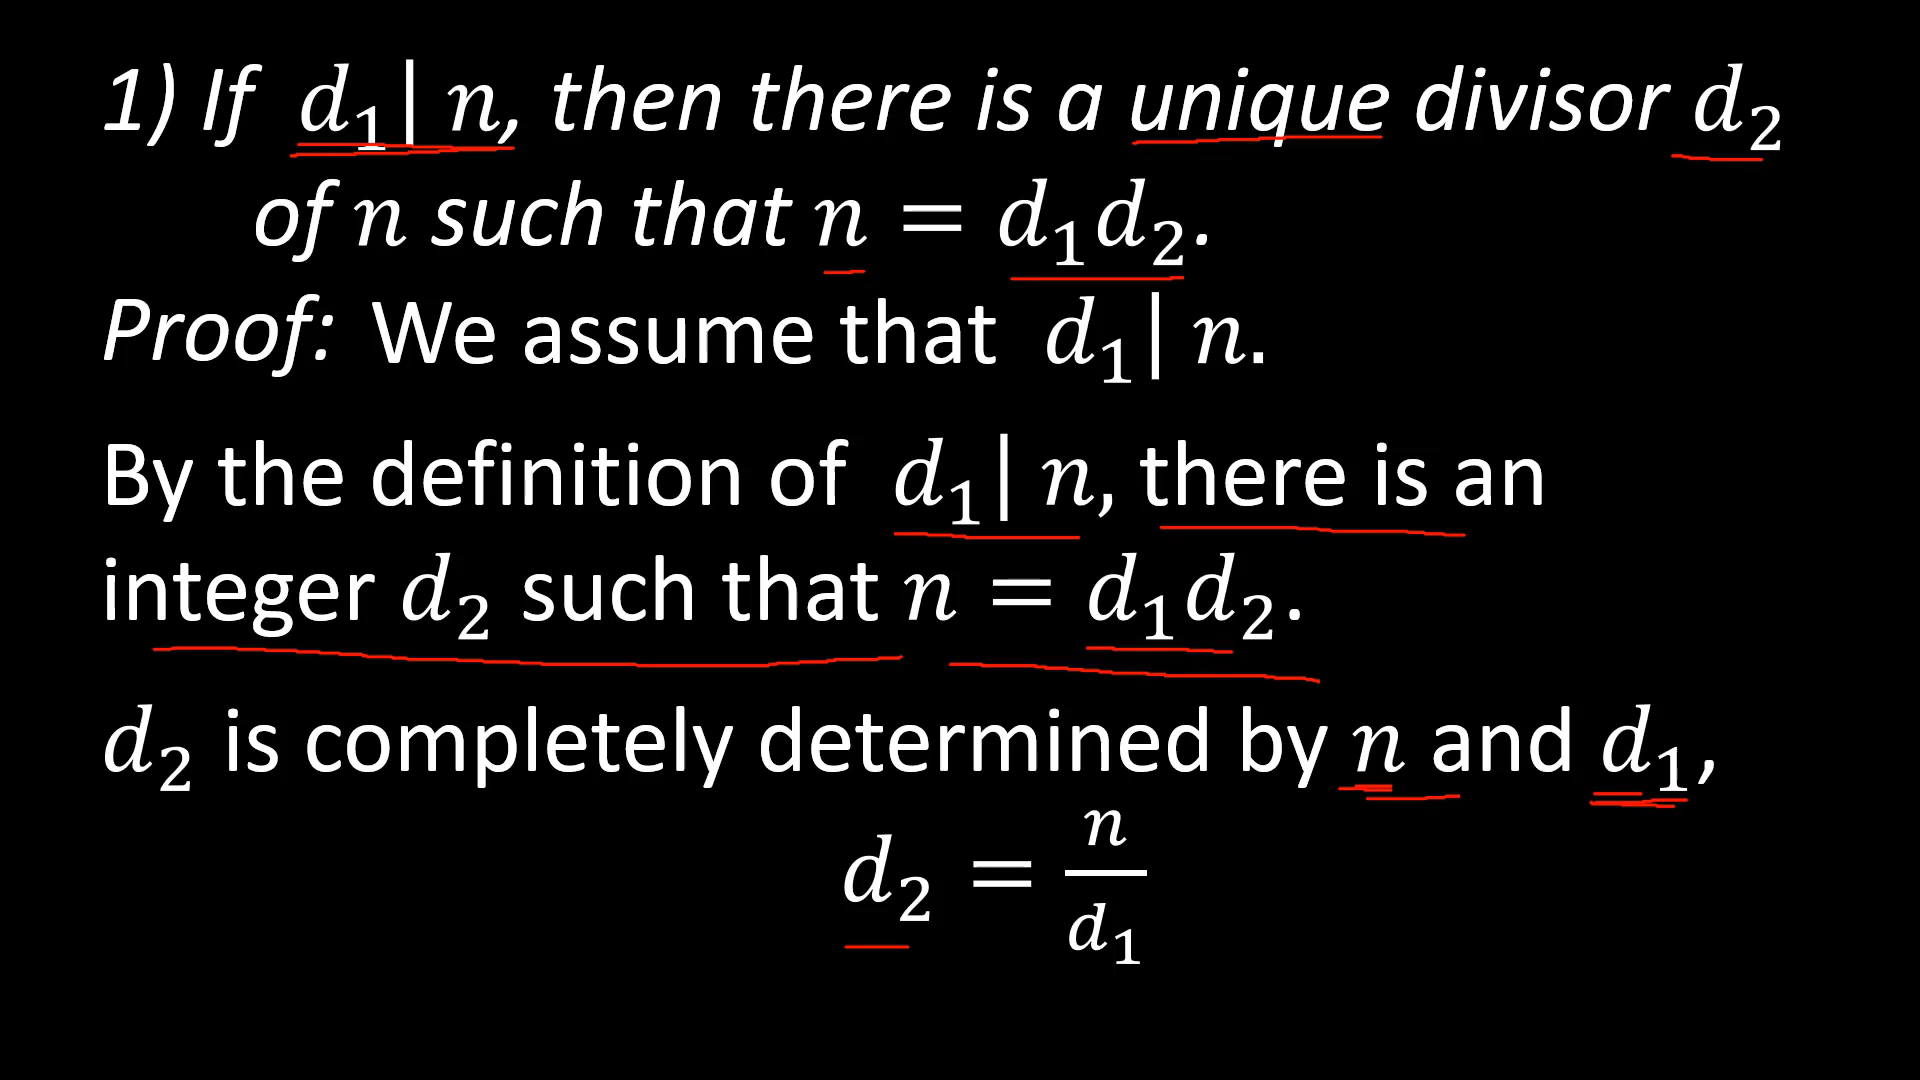 1) If d₁| n, then there is a unique divisor d₂
of n such that n = d₁d₂.
Proof: We assume that d₁| n.
By the definition of d₁| n, there is an
integer d₂ such that n = d₁d₂.
d₂ is completely determined by n and d₁,
d₂ = n/d₁